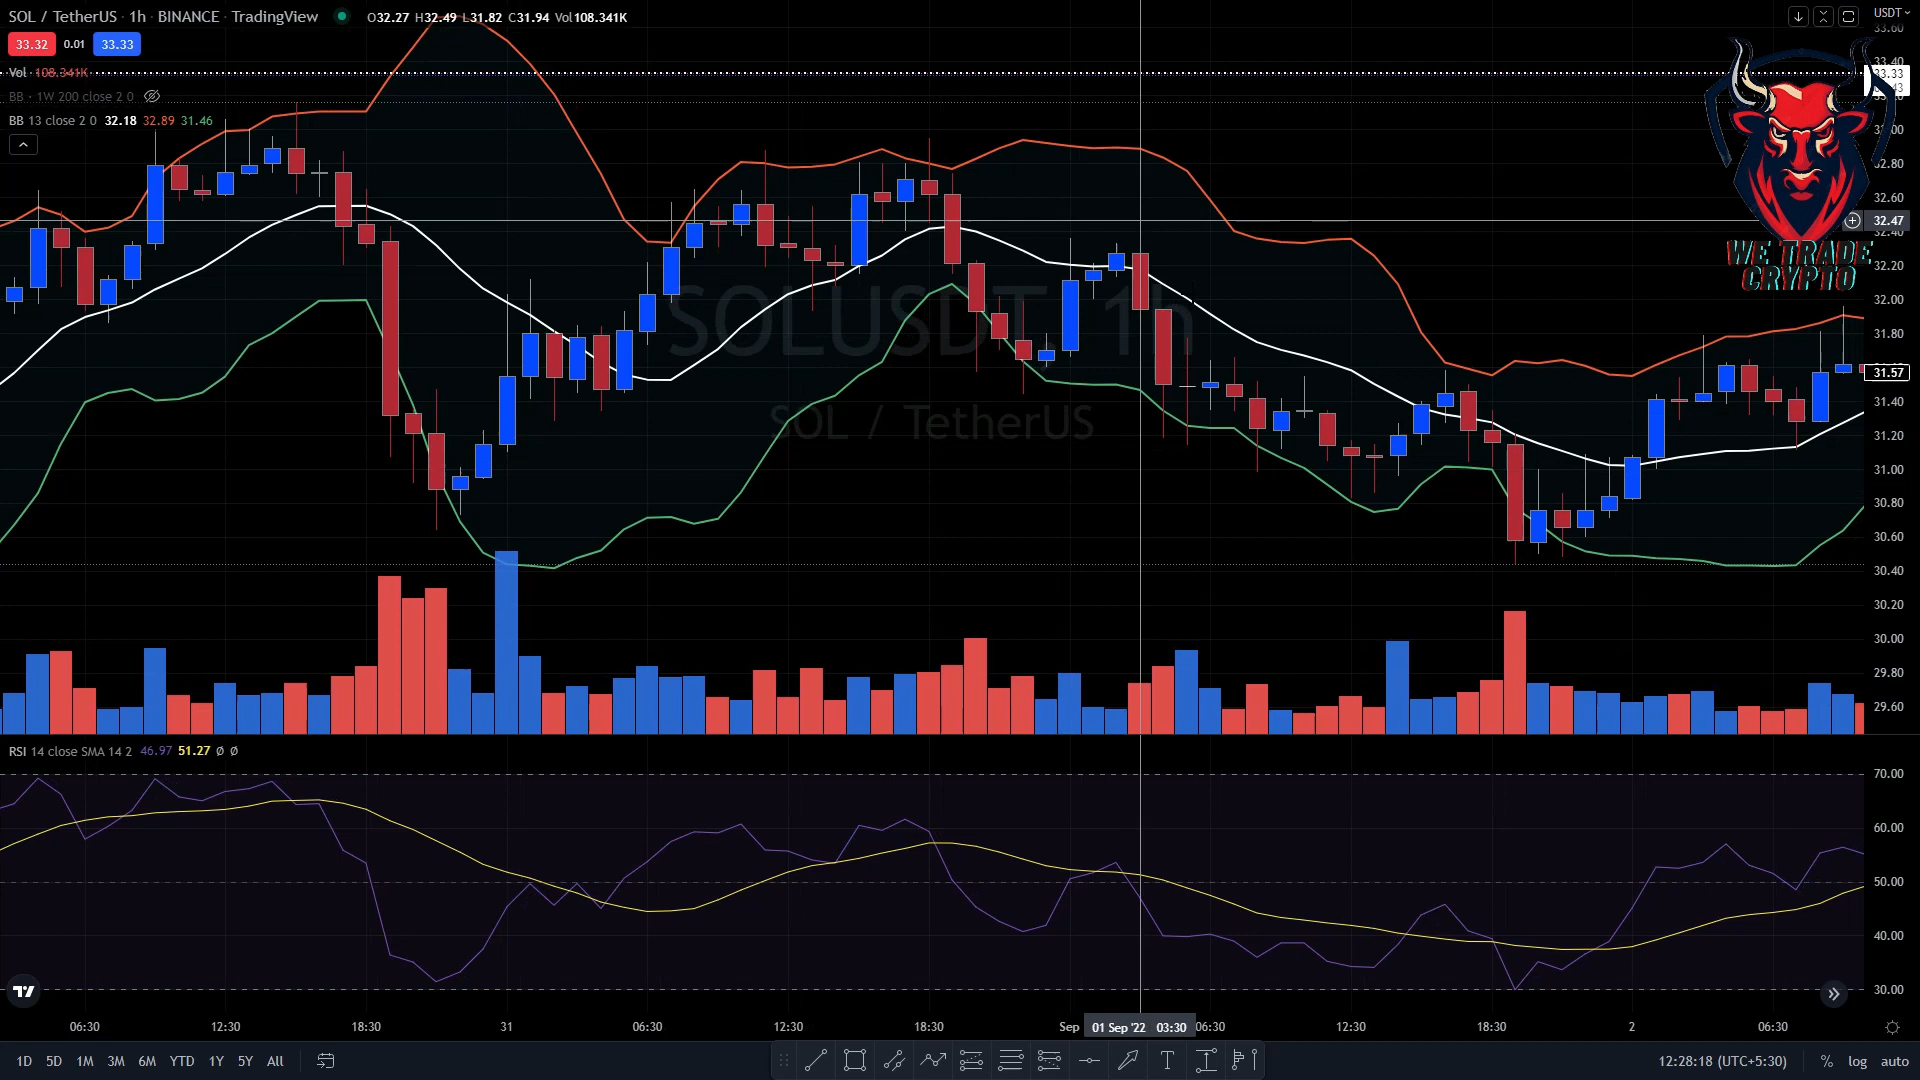 SOL / TetherUS · 1h · BINANCE · TradingView O32.27 H32.49 L31.82 C31.94 Vol108.341K
USDT
33.32 0.01 33.33
Vol · 108.341K
BB · 1W 200 close 2 0
BB 13 close 2 0 32.18 32.89 31.46
33.60
33.40
33.33
33.00
32.80
32.60
32.47
32.40
32.20
32.00
31.80
31.57
31.40
31.20
31.00
30.80
30.60
30.40
30.20
30.00
29.80
29.60
WE TRADE
CRYPTO
SOLUSDT, 1h
SOL / TetherUS
RSI 14 close SMA 14 2 46.97 51.27 Ø Ø
70.00
60.00
50.00
40.00
30.00
06:30 12:30 18:30 31 06:30 12:30 18:30 Sep 01 Sep '22 03:30 06:30 12:30 18:30 2 06:30
1D 5D 1M 3M 6M YTD 1Y 5Y All 12:28:18 (UTC+5:30) % log auto